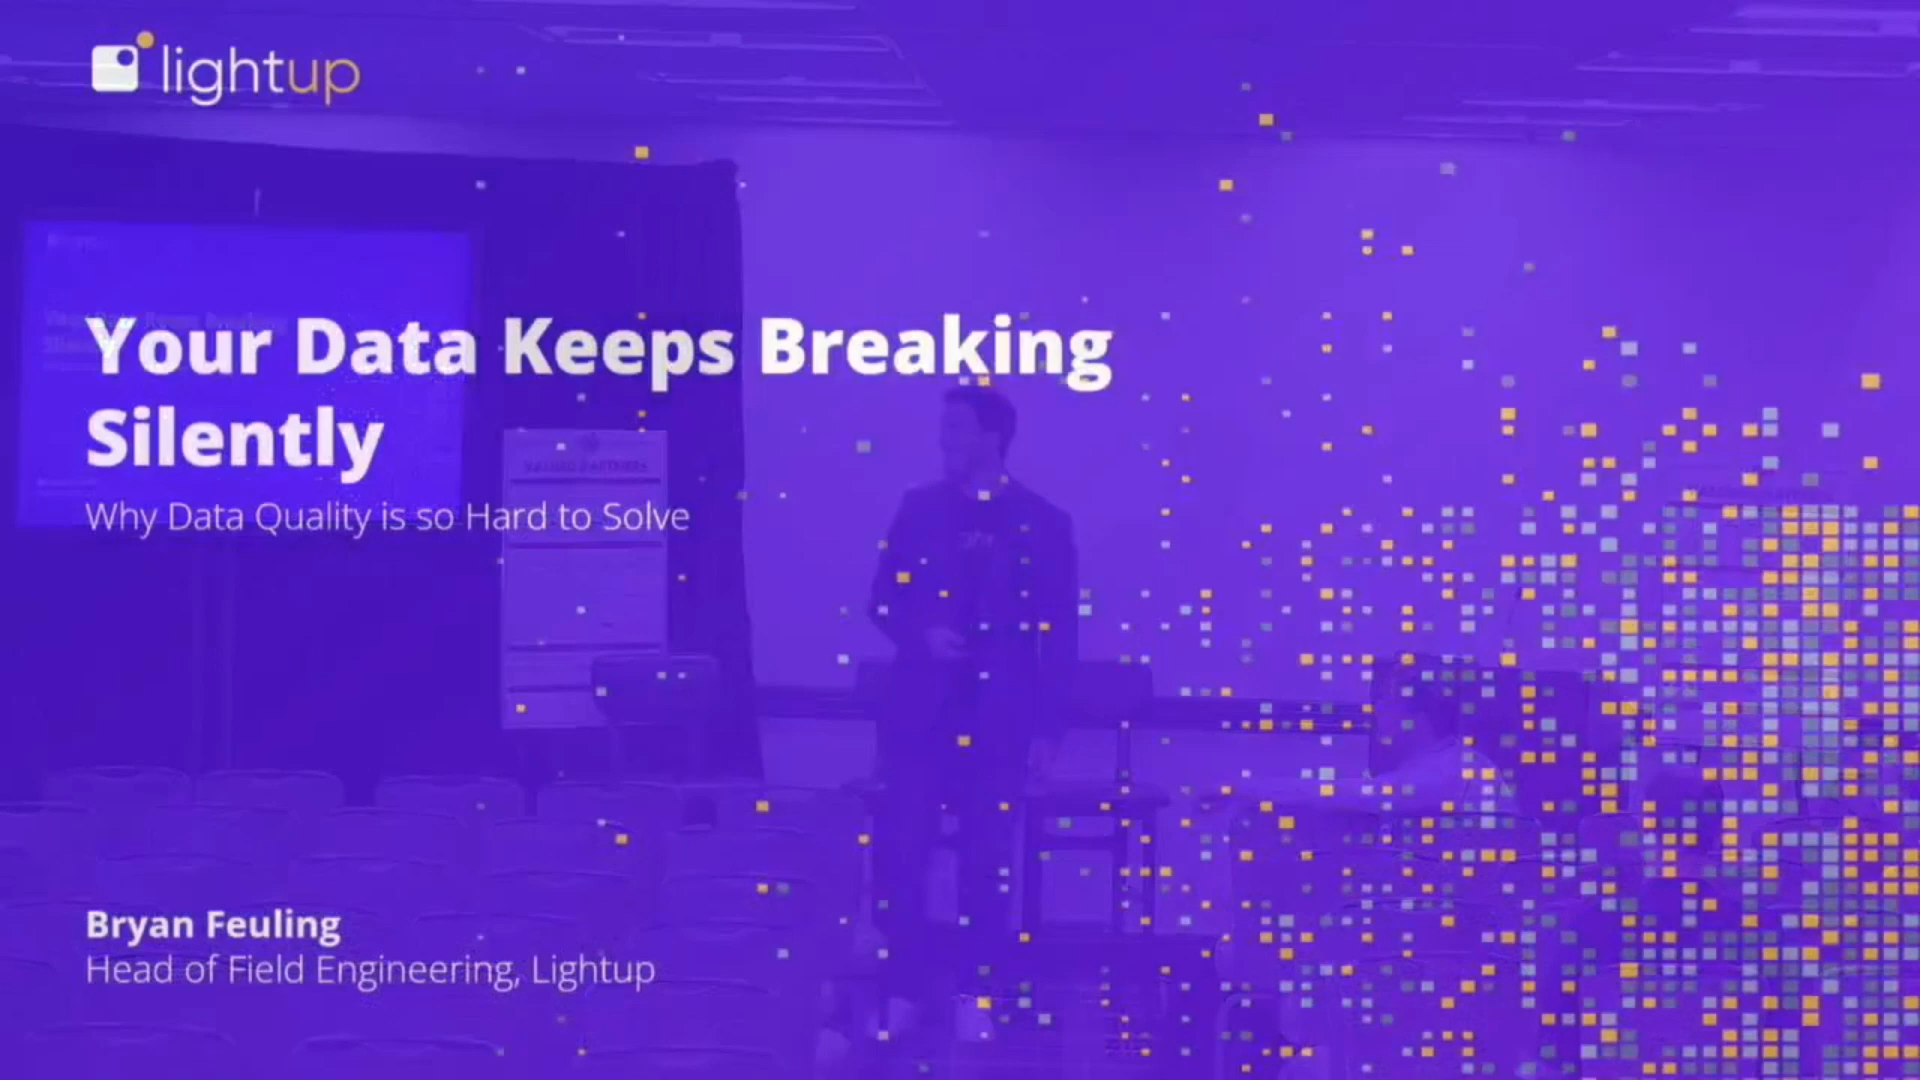 lightup
Your Data Keeps Breaking
Silently
Why Data Quality is so Hard to Solve
Bryan Feuling
Head of Field Engineering, Lightup